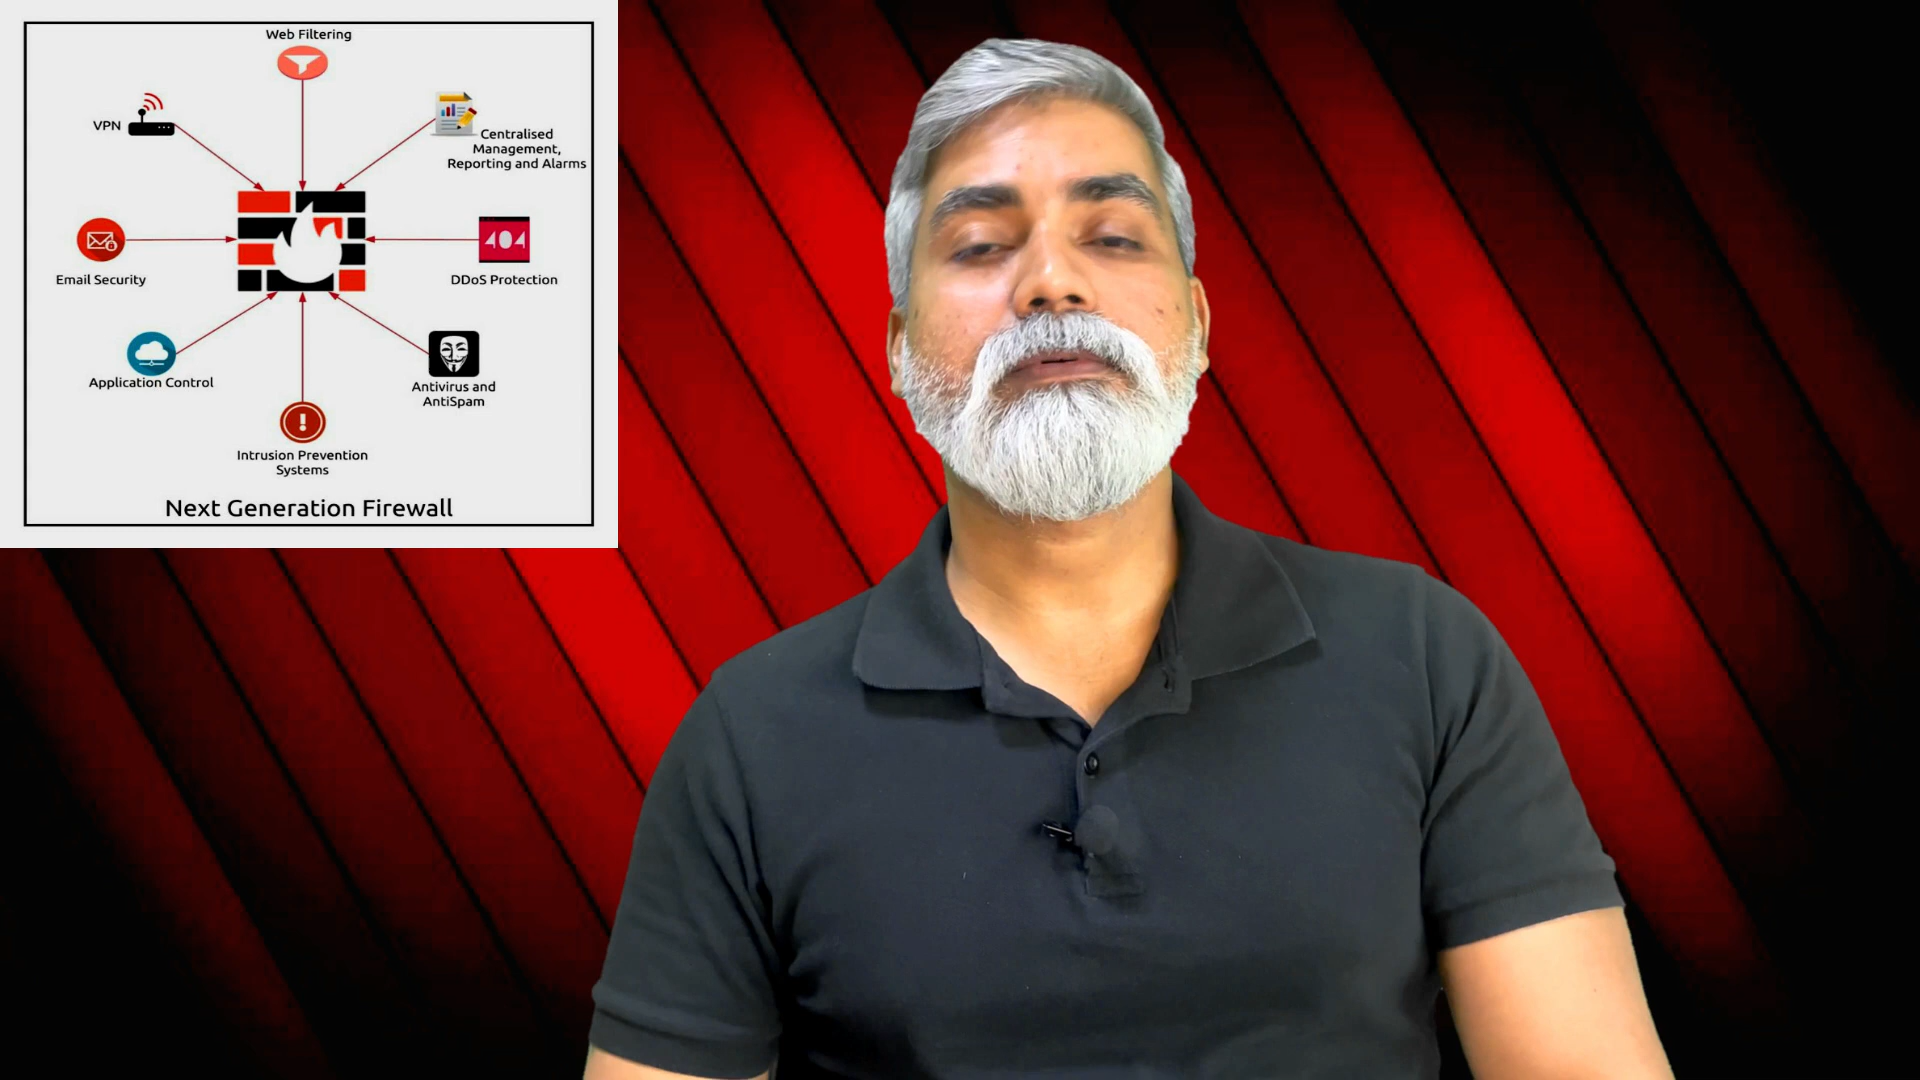 Web Filtering
VPN
Centralised
Management,
Reporting and Alarms
404
Email Security
DDoS Protection
Application Control
Antivirus and
AntiSpam
!
Intrusion Prevention
Systems
Next Generation Firewall